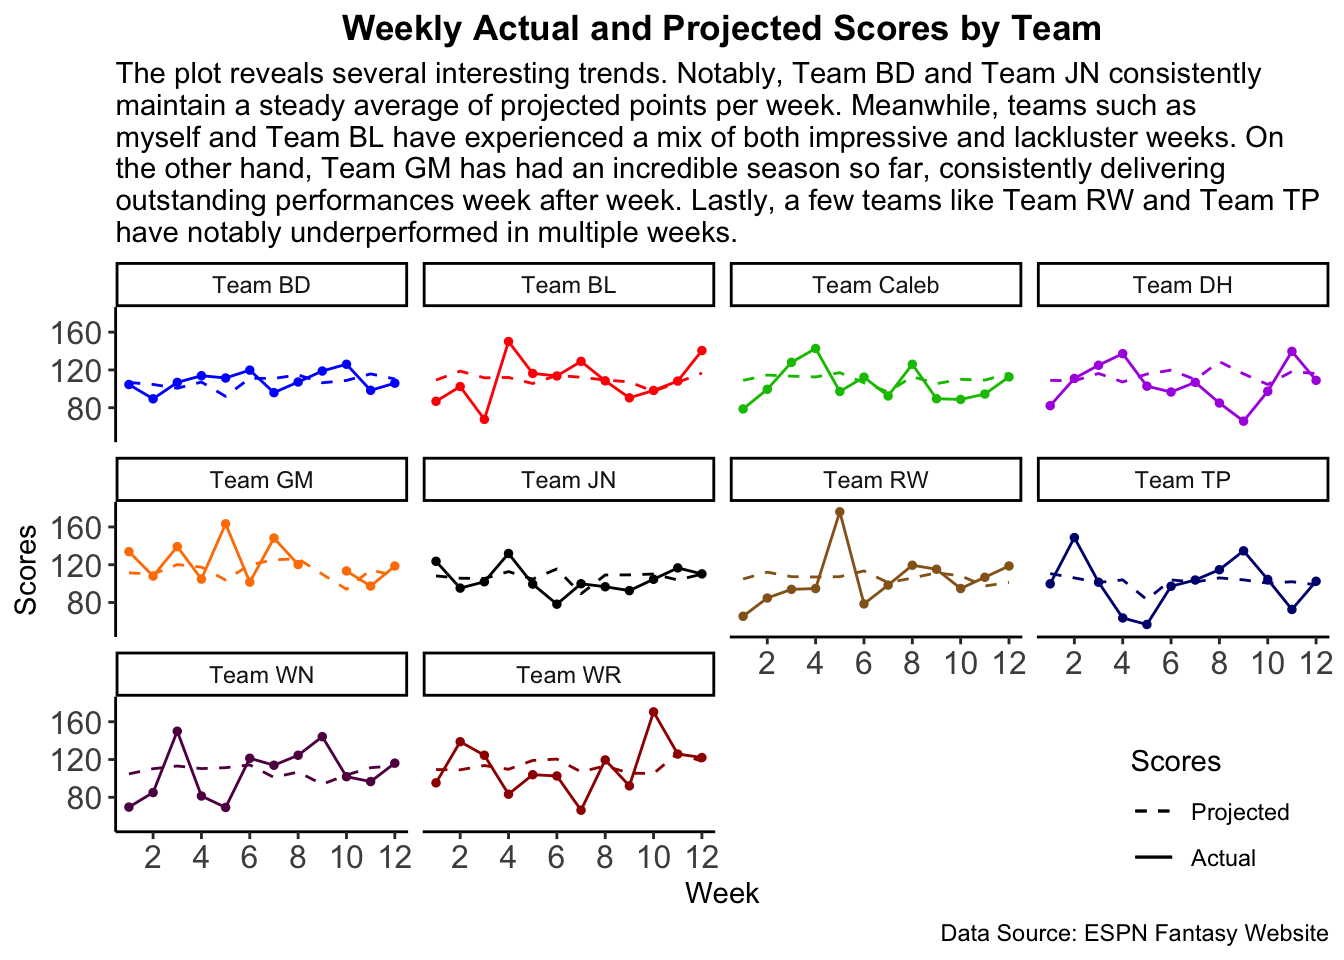 Weekly Actual and Projected Scores by Team
The plot reveals several interesting trends. Notably, Team BD and Team JN consistently
maintain a steady average of projected points per week. Meanwhile, teams such as
myself and Team BL have experienced a mix of both impressive and lackluster weeks. On
the other hand, Team GM has had an incredible season so far, consistently delivering
outstanding performances week after week. Lastly, a few teams like Team RW and Team TP
have notably underperformed in multiple weeks.
Team BD Team BL Team Caleb Team DH
160
120
80
Team GM Team JN Team RW Team TP
160
120
80
Scores
2 4 6 8 10 12 2 4 6 8 10 12
Team WN Team WR
160
120
80
2 4 6 8 10 12 2 4 6 8 10 12
Week
Scores
Projected
Actual
Data Source: ESPN Fantasy Website